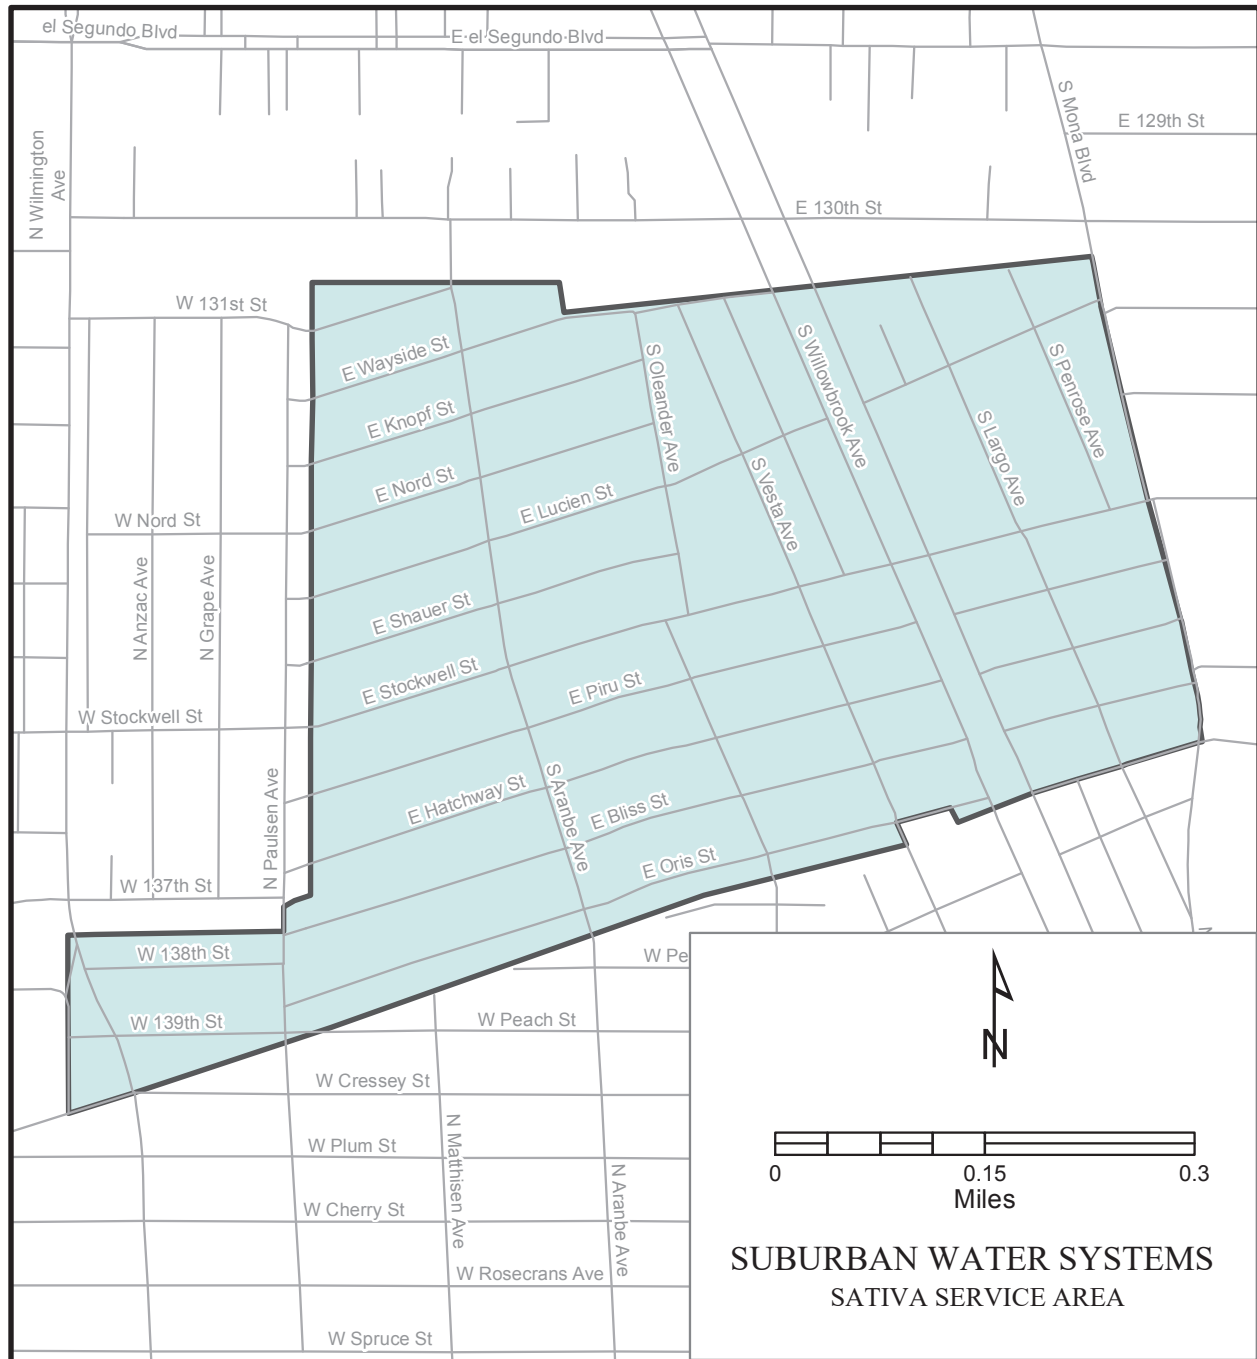 el Segundo Blvd
E el Segundo Blvd
N Wilmington
Ave
S Mona Blvd
E 129th St
E 130th St
W 131st St
E Wayside St
S Oleander Ave
S Willowbrook Ave
S Penrose Ave
E Knopf St
S Largo Ave
E Nord St
E Lucien St
S Vesta Ave
W Nord St
N Anzac Ave
N Grape Ave
E Shauer St
E Stockwell St
E Piru St
W Stockwell St
N Paulsen Ave
E Hatchway St
S Aranbe Ave
E Bliss St
E Oris St
W 137th St
W 138th St
W Pe
N
W 139th St
W Peach St
W Cressey St
W Plum St
N Matthisen Ave
N Aranbe Ave
W Cherry St
W Rosecrans Ave
W Spruce St
N
0 0.15 0.3
Miles
SUBURBAN WATER SYSTEMS
SATIVA SERVICE AREA